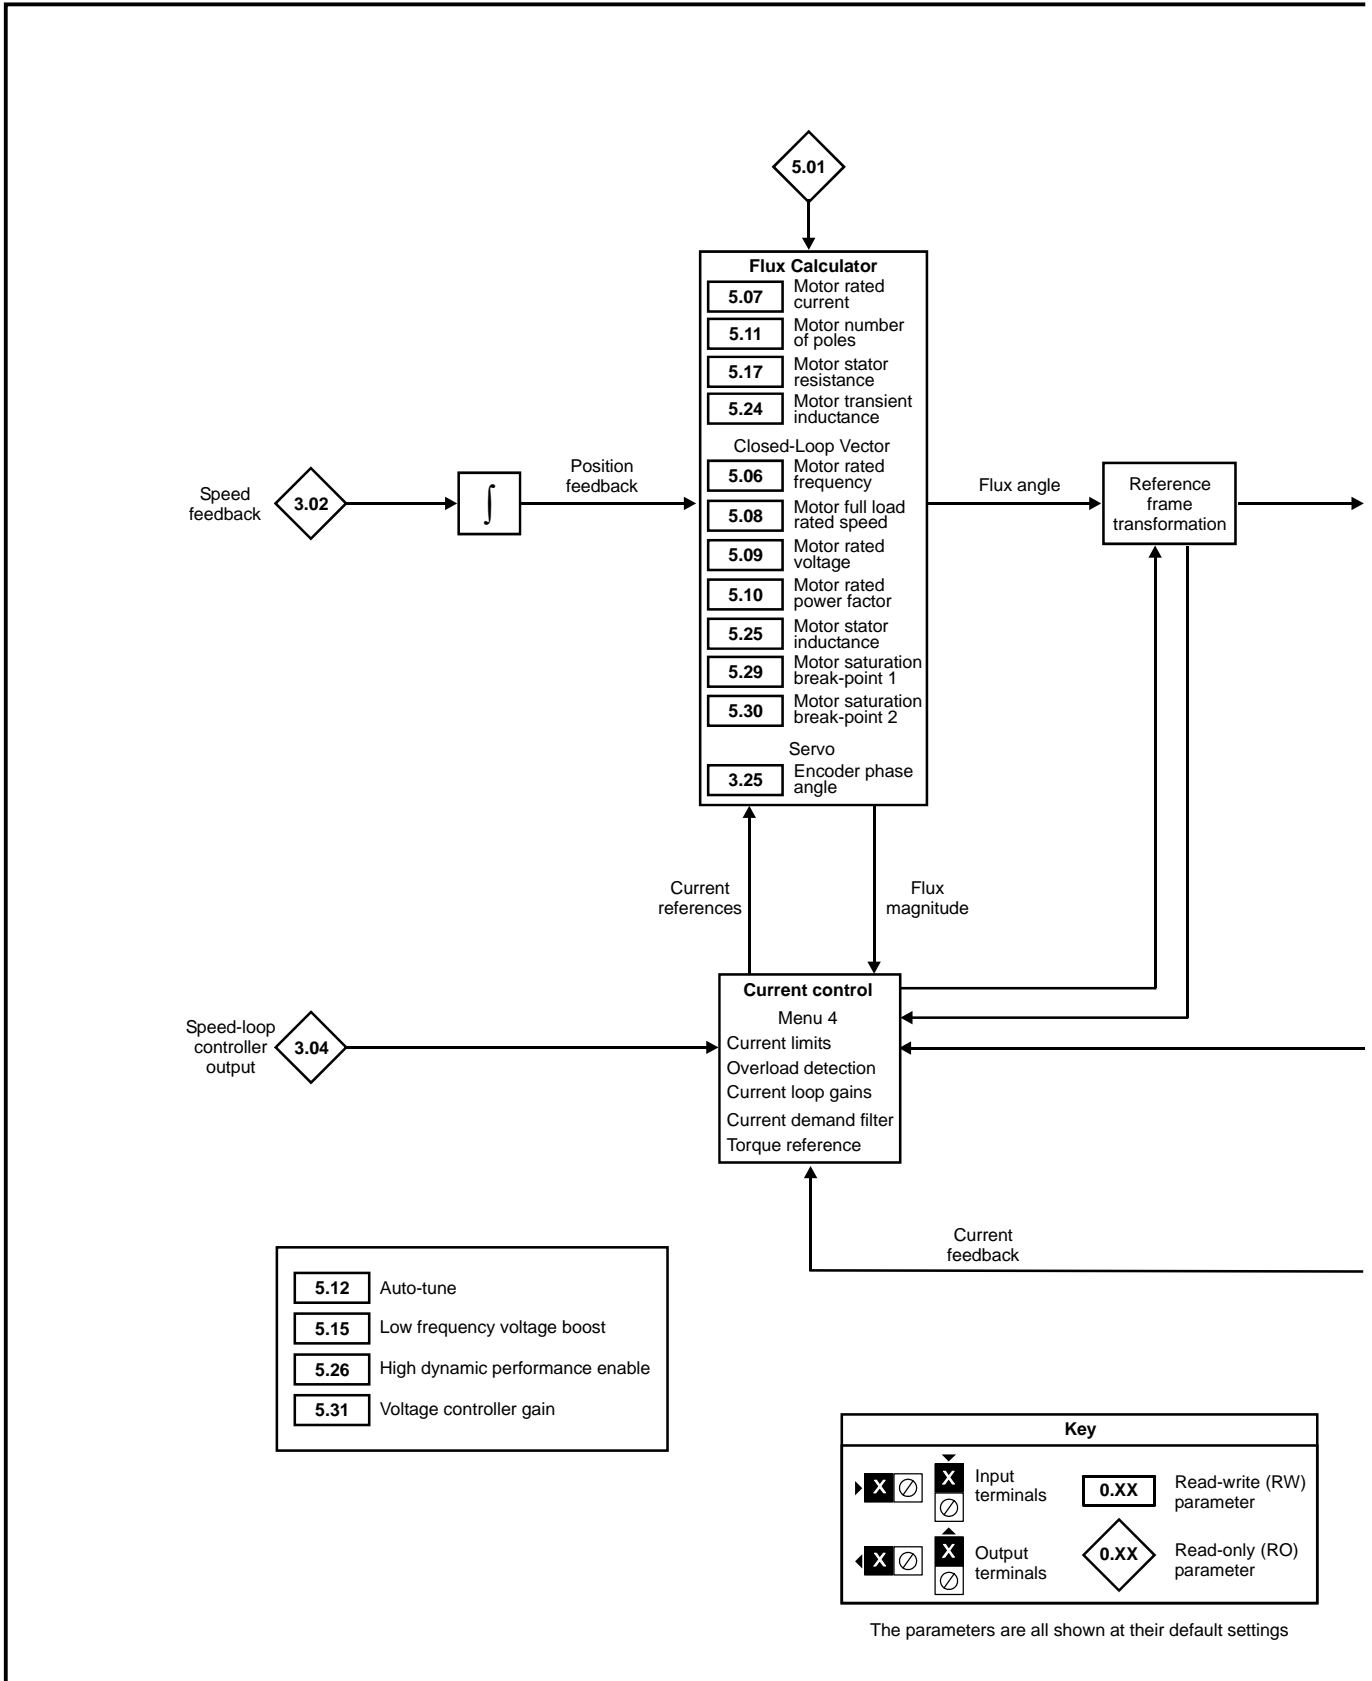 5.01
Flux Calculator
5.07 Motor rated
current
5.11 Motor number
of poles
5.17 Motor stator
resistance
5.24 Motor transient
inductance
Closed-Loop Vector
5.06 Motor rated
frequency
5.08 Motor full load
rated speed
5.09 Motor rated
voltage
5.10 Motor rated
power factor
5.25 Motor stator
inductance
5.29 Motor saturation
break-point 1
5.30 Motor saturation
break-point 2
Servo
3.25 Encoder phase
angle
Speed
feedback
3.02
∫
Position
feedback
Flux angle
Reference
frame
transformation
Current
references
Flux
magnitude
Speed-loop
controller
output
3.04
Current control
Menu 4
Current limits
Overload detection
Current loop gains
Current demand filter
Torque reference
Current
feedback
5.12 Auto-tune
5.15 Low frequency voltage boost
5.26 High dynamic performance enable
5.31 Voltage controller gain
Key
X X Input
terminals
0.XX Read-write (RW)
parameter
X X Output
terminals
0.XX Read-only (RO)
parameter
The parameters are all shown at their default settings